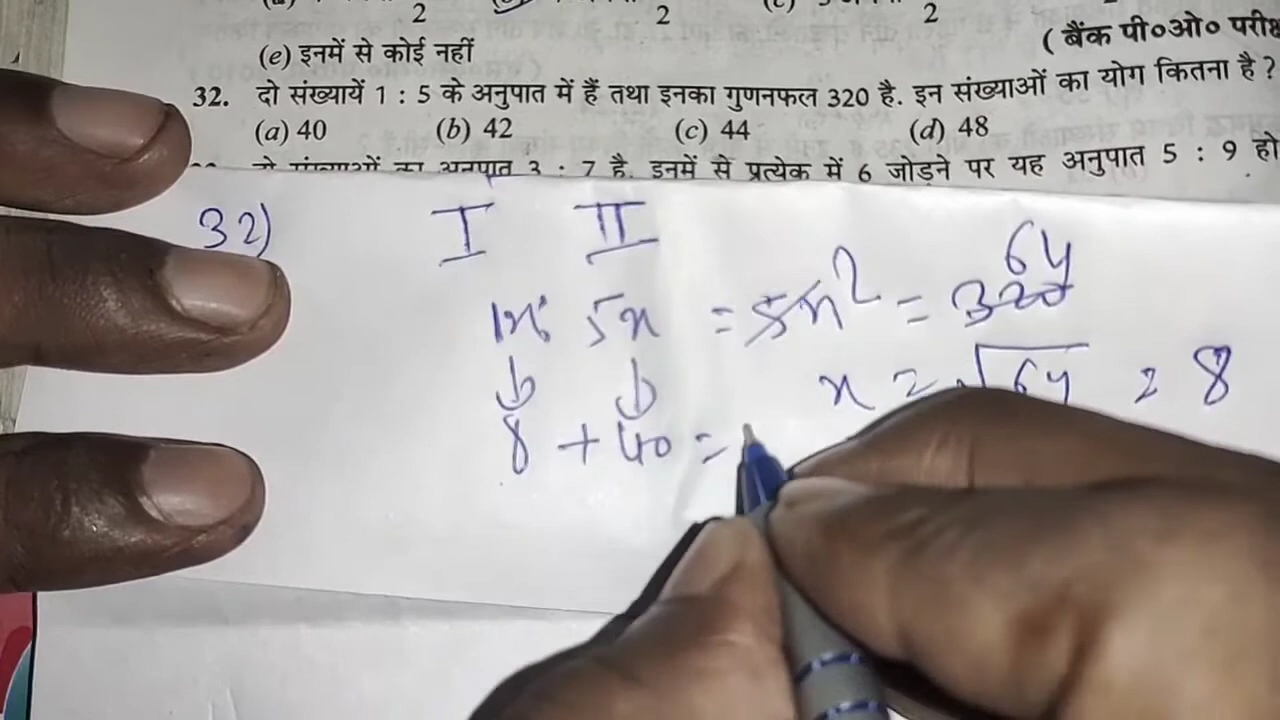 2 2 2
(e) इनमें से कोई नहीं
( बैंक पी०ओ०
32. दो संख्यायें 1 : 5 के अनुपात में हैं तथा इनका गुणनफल 320 है. इन संख्याओं का योग कितना है ?
(a) 40 (b) 42 (c) 44 (d) 48
दो संख्याओं का अनुपात 3 : 7 है. इनमें से प्रत्येक में 6 जोड़ने पर यह अनुपात 5 : 9 हो
32) I II
64
1x : 5x = 5x² = 320
x = √64 = 8
8 + 40 =